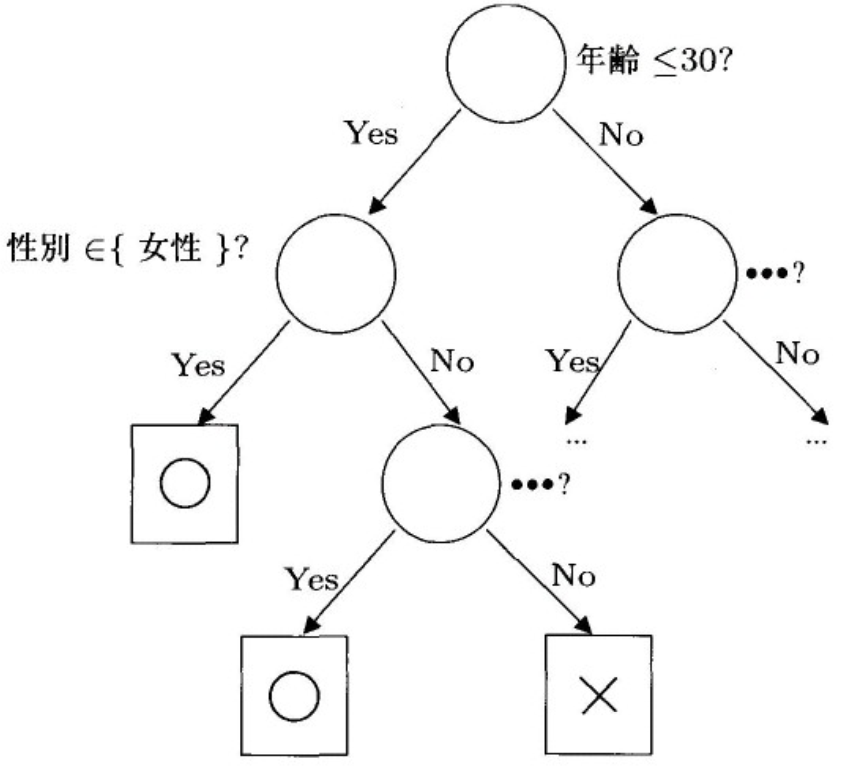 年齢 ≤30?
Yes
No
性別 ∈{ 女性 }?
•••?
Yes
No
Yes
No
...
...
•••?
Yes
No